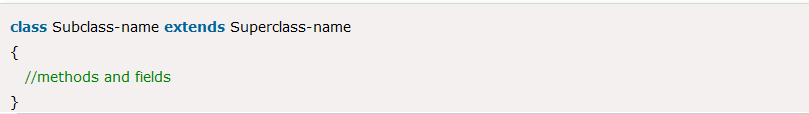 class Subclass-name extends Superclass-name
{
//methods and fields
}